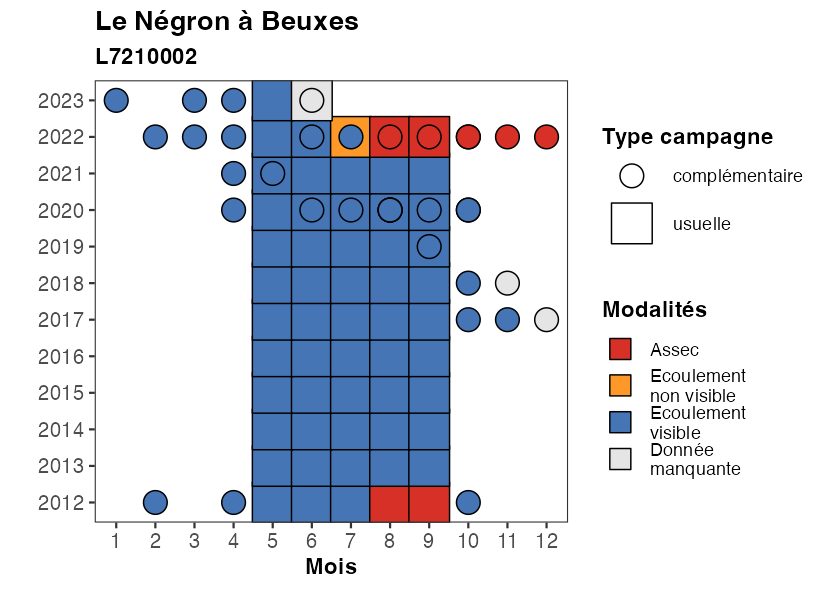 Le Négron à Beuxes
L7210002
2023
2022
2021
2020
2019
2018
2017
2016
2015
2014
2013
2012
1 2 3 4 5 6 7 8 9 10 11 12
Mois
Type campagne
complémentaire
usuelle
Modalités
Assec
Ecoulement
non visible
Ecoulement
visible
Donnée
manquante